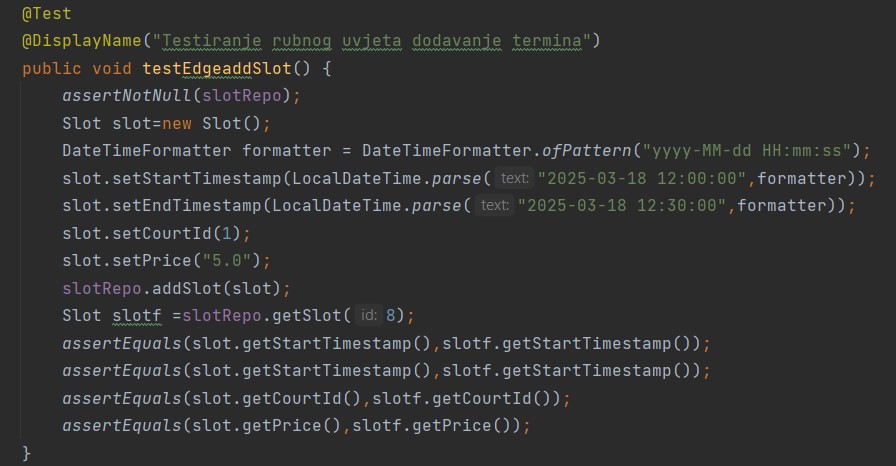 @Test
@DisplayName("Testiranje rubnog uvjeta dodavanje termina")
public void testEdgeaddSlot() {
assertNotNull(slotRepo);
Slot slot=new Slot();
DateTimeFormatter formatter = DateTimeFormatter.ofPattern("yyyy-MM-dd HH:mm:ss");
slot.setStartTimestamp(LocalDateTime.parse( text: "2025-03-18 12:00:00",formatter));
slot.setEndTimestamp(LocalDateTime.parse( text: "2025-03-18 12:30:00",formatter));
slot.setCourtId(1);
slot.setPrice("5.0");
slotRepo.addSlot(slot);
Slot slotf =slotRepo.getSlot( id: 8);
assertEquals(slot.getStartTimestamp(),slotf.getStartTimestamp());
assertEquals(slot.getStartTimestamp(),slotf.getStartTimestamp());
assertEquals(slot.getCourtId(),slotf.getCourtId());
assertEquals(slot.getPrice(),slotf.getPrice());
}